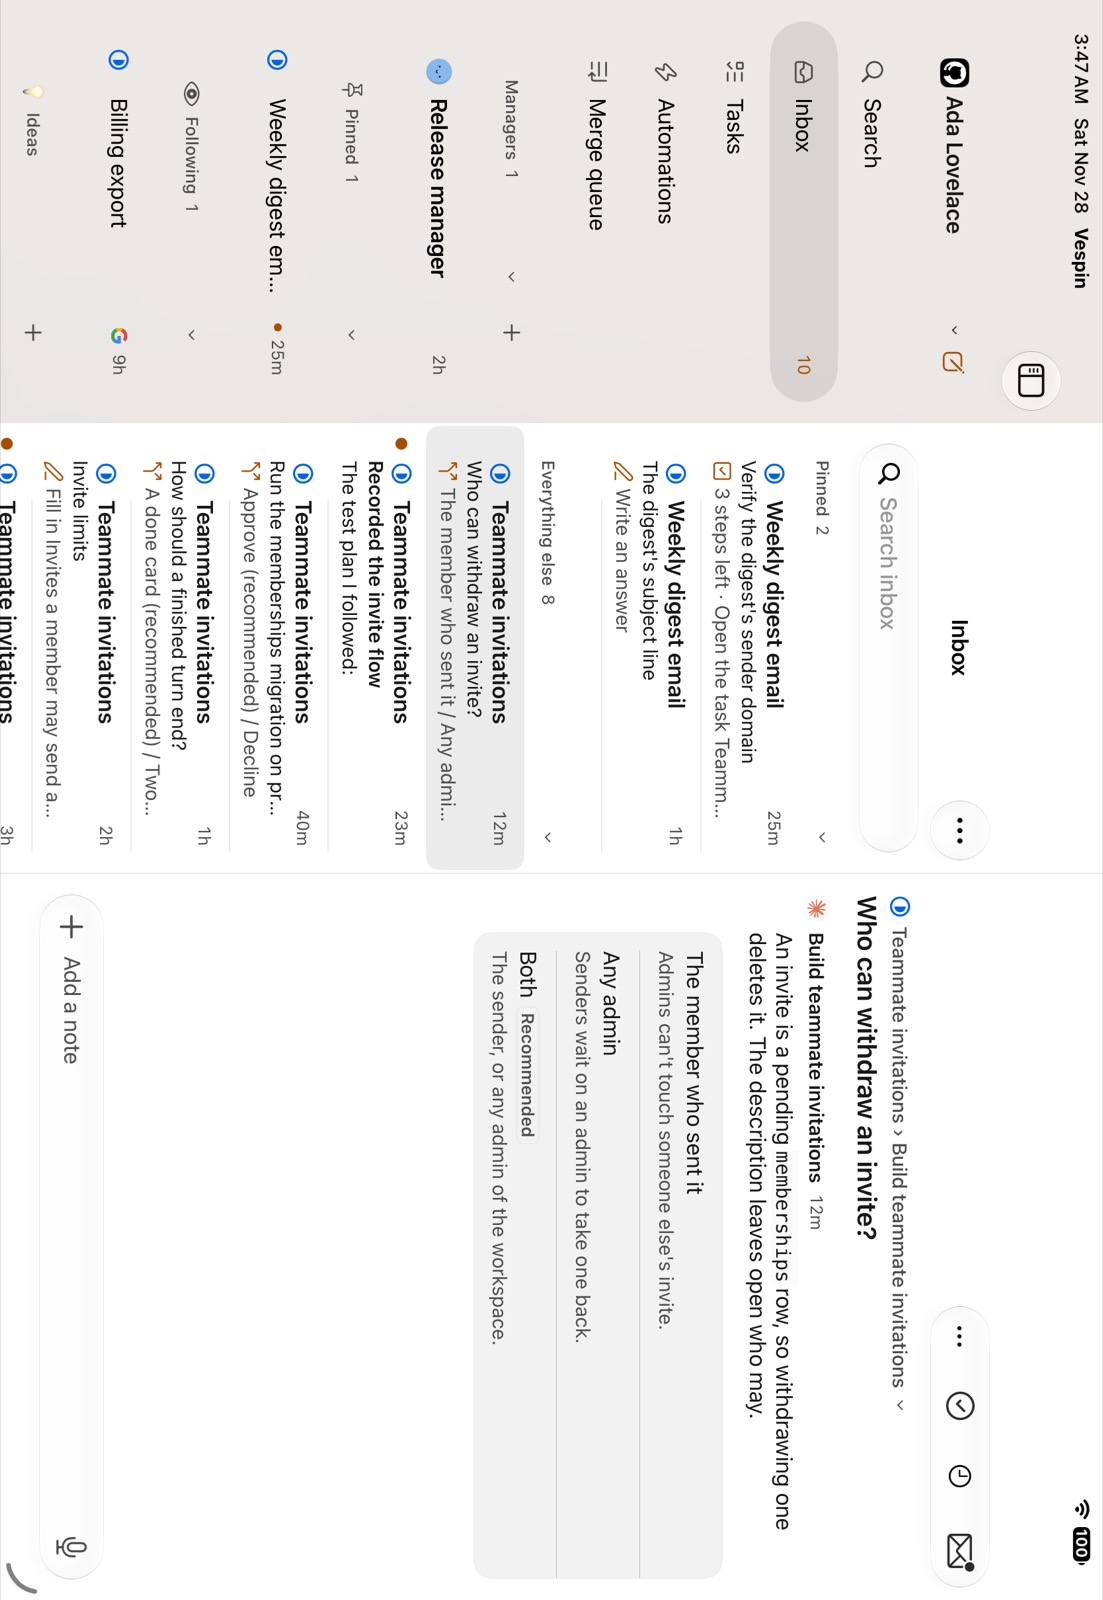 3:47 AM Sat Nov 28 Vespin
100
Ada Lovelace
Search
Inbox 10
Tasks
Automations
Merge queue
Managers 1
Release manager 2h
Pinned 1
Weekly digest em... 25m
Following 1
Billing export 9h
Ideas
Inbox
Search inbox
Pinned 2
Weekly digest email 25m
Verify the digest's sender domain
3 steps left · Open the task Teamm...
Weekly digest email 1h
The digest's subject line
Write an answer
Everything else 8
Teammate invitations 12m
Who can withdraw an invite?
The member who sent it / Any admi...
Teammate invitations 23m
Recorded the invite flow
The test plan I followed:
Teammate invitations 40m
Run the memberships migration on pr...
Approve (recommended) / Decline
Teammate invitations 1h
How should a finished turn end?
A done card (recommended) / Two...
Teammate invitations 2h
Invite limits
Fill in Invites a member may send a...
Teammate invitations 3h
Teammate invitations › Build teammate invitations
Who can withdraw an invite?
Build teammate invitations 12m
An invite is a pending memberships row, so withdrawing one
deletes it. The description leaves open who may.
The member who sent it
Admins can't touch someone else's invite.
Any admin
Senders wait on an admin to take one back.
Both Recommended
The sender, or any admin of the workspace.
Add a note